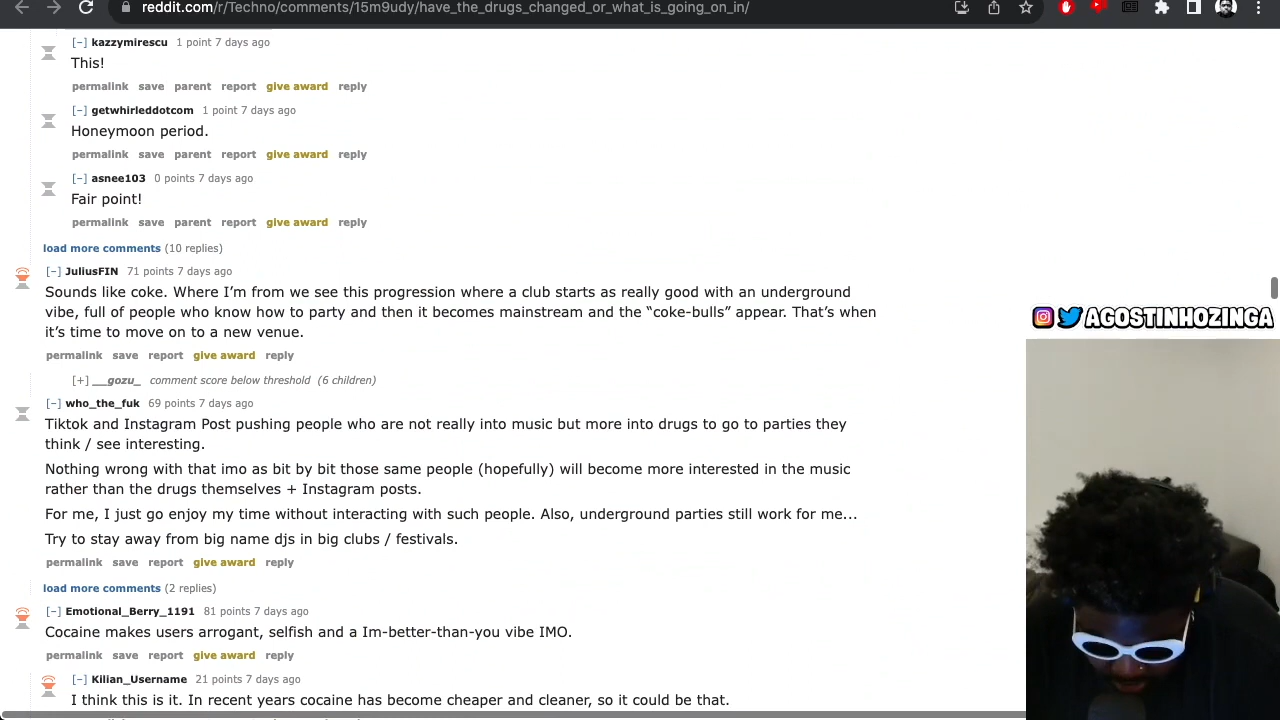 reddit.com/r/Techno/comments/15m9udy/have_the_drugs_changed_or_what_is_going_on_in/
[–] kazzymirescu 1 point 7 days ago
This!
permalink save parent report give award reply
[–] getwhirleddotcom 1 point 7 days ago
Honeymoon period.
permalink save parent report give award reply
[–] asnee103 0 points 7 days ago
Fair point!
permalink save parent report give award reply
load more comments (10 replies)
[–] JuliusFIN 71 points 7 days ago
Sounds like coke. Where I'm from we see this progression where a club starts as really good with an underground
vibe, full of people who know how to party and then it becomes mainstream and the “coke-bulls” appear. That's when
it's time to move on to a new venue.
permalink save report give award reply
[+] __gozu_ comment score below threshold (6 children)
[–] who_the_fuk 69 points 7 days ago
Tiktok and Instagram Post pushing people who are not really into music but more into drugs to go to parties they
think / see interesting.
Nothing wrong with that imo as bit by bit those same people (hopefully) will become more interested in the music
rather than the drugs themselves + Instagram posts.
For me, I just go enjoy my time without interacting with such people. Also, underground parties still work for me...
Try to stay away from big name djs in big clubs / festivals.
permalink save report give award reply
load more comments (2 replies)
[–] Emotional_Berry_1191 81 points 7 days ago
Cocaine makes users arrogant, selfish and a Im-better-than-you vibe IMO.
permalink save report give award reply
[–] Kilian_Username 21 points 7 days ago
I think this is it. In recent years cocaine has become cheaper and cleaner, so it could be that.
AGOSTINHOZINGA